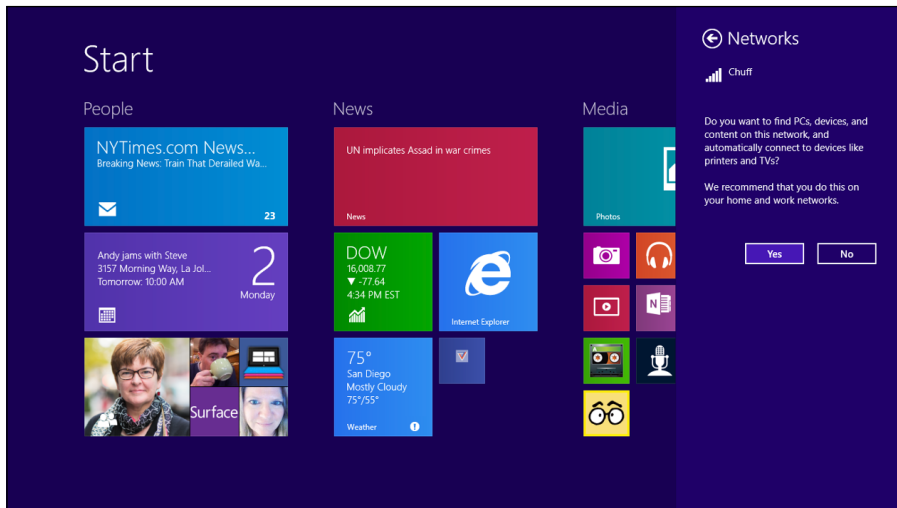 Start
People
NYTimes.com News...
Breaking News: Train That Derailed Wa...
23
Andy jams with Steve
3157 Morning Way, La Jol...
Tomorrow: 10:00 AM
2
Monday
Surface
News
UN implicates Assad in war crimes
News
DOW
16,008.77
▼ -77.64
4:34 PM EST
Internet Explorer
75°
San Diego
Mostly Cloudy
75°/55°
Weather
Media
Photos
N
Networks
Chuff
Do you want to find PCs, devices, and
content on this network, and
automatically connect to devices like
printers and TVs?
We recommend that you do this on
your home and work networks.
Yes
No